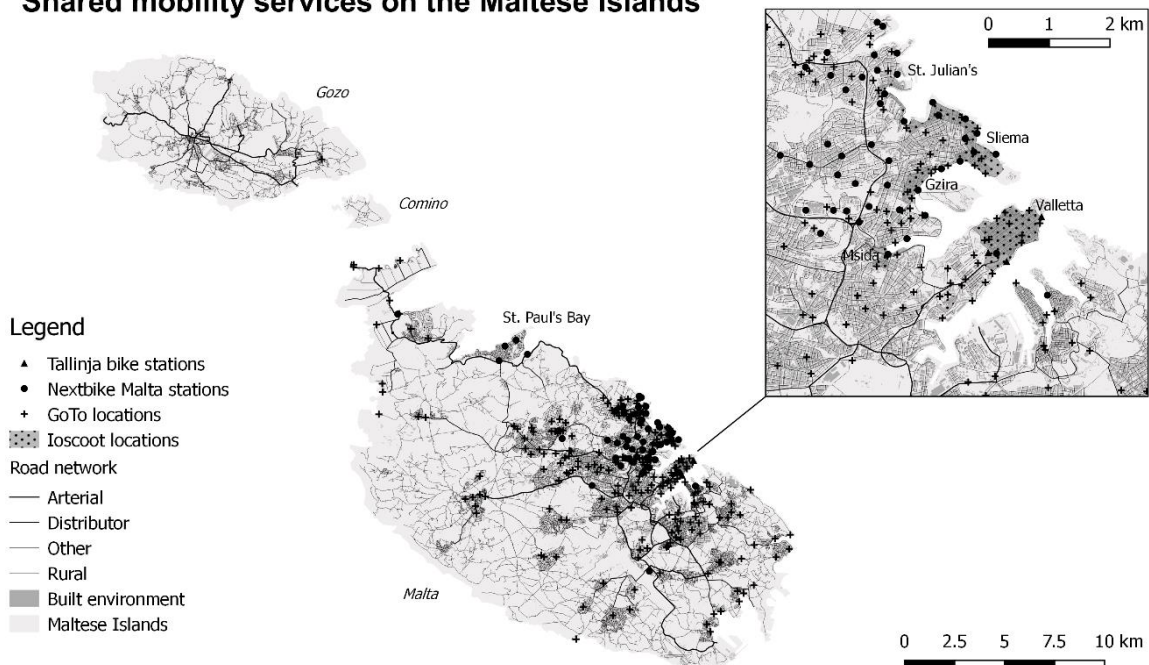 Shared mobility services on the Maltese Islands
0 1 2 km
St. Julian's
Sliema
Gzira
Valletta
Msida
Gozo
Comino
St. Paul's Bay
Malta
Legend
Tallinja bike stations
Nextbike Malta stations
GoTo locations
Ioscoot locations
Road network
Arterial
Distributor
Other
Rural
Built environment
Maltese Islands
0 2.5 5 7.5 10 km